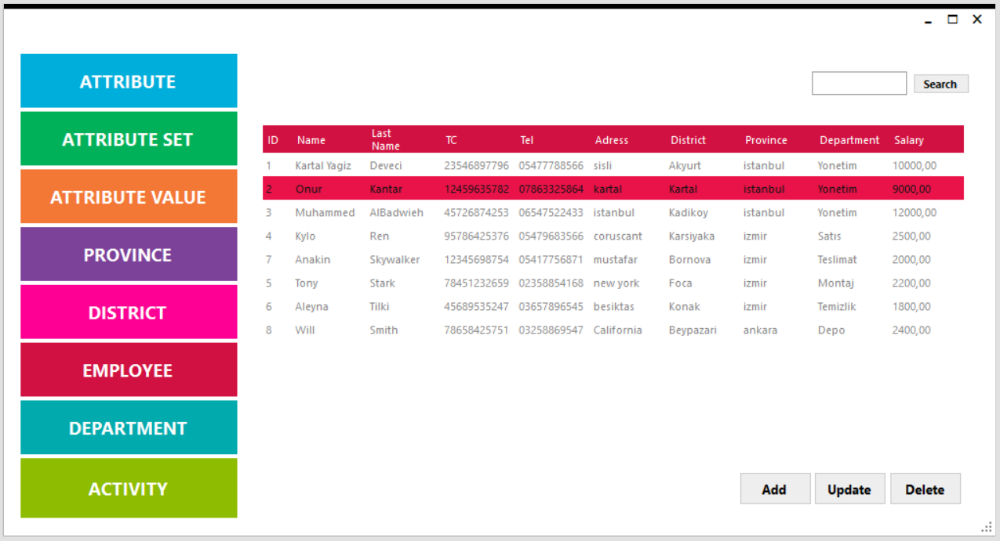 ATTRIBUTE
ATTRIBUTE SET
ATTRIBUTE VALUE
PROVINCE
DISTRICT
EMPLOYEE
DEPARTMENT
ACTIVITY
Search
ID Name Last Name TC Tel Adress District Province Department Salary
1 Kartal Yagiz Deveci 23546897796 05477788566 sisli Akyurt istanbul Yonetim 10000,00
2 Onur Kantar 12459635782 07863325864 kartal Kartal istanbul Yonetim 9000,00
3 Muhammed AlBadwieh 45726874253 06547522433 istanbul Kadikoy istanbul Yonetim 12000,00
4 Kylo Ren 95786425376 05479683566 coruscant Karsiyaka izmir Satıs 2500,00
7 Anakin Skywalker 12345698754 05417756871 mustafar Bornova izmir Teslimat 2000,00
5 Tony Stark 78451232659 02358854168 new york Foca izmir Montaj 2200,00
6 Aleyna Tilki 45689535247 03657896545 besiktas Konak izmir Temizlik 1800,00
8 Will Smith 78658425751 03258869547 California Beypazari ankara Depo 2400,00
Add Update Delete